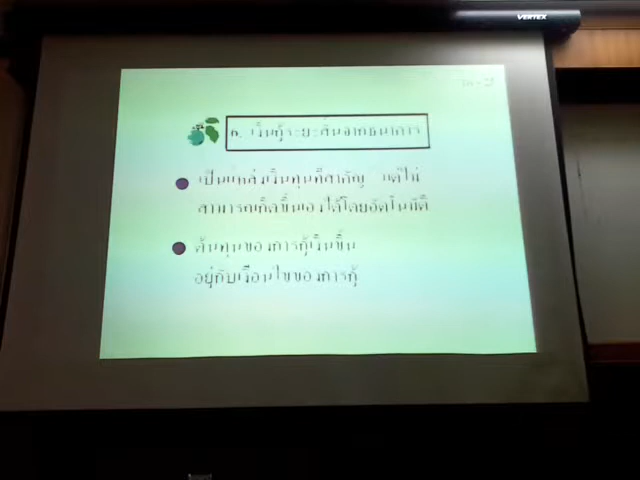 VERTEX
ก. เงินกู้ระยะสั้นจากธนาคาร
เป็นแหล่งเงินทุนที่สำคัญ แต่ไม่
สามารถเกิดขึ้นเองได้โดยอัตโนมัติ
ต้นทุนของการกู้เงินขึ้น
อยู่กับเงื่อนไขของการกู้